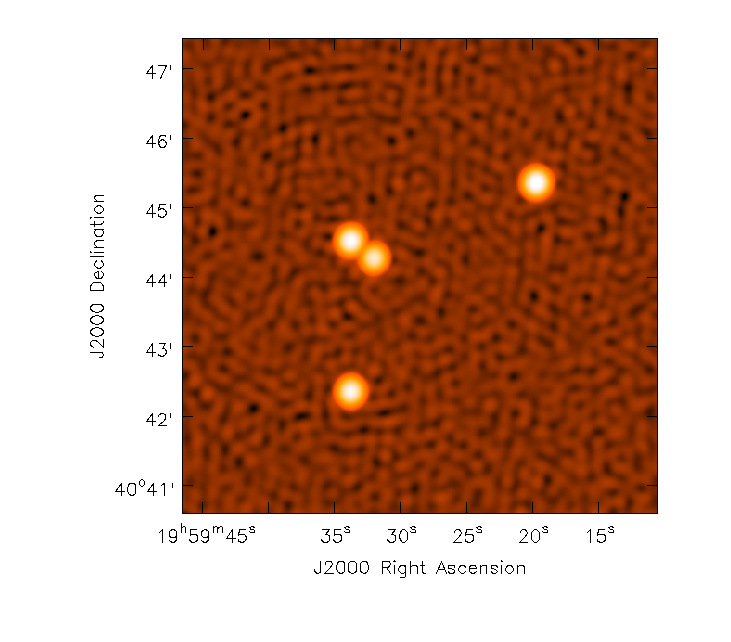 47'
46'
45'
44'
43'
42'
40°41'
J2000 Declination
19ʰ59ᵐ45ˢ 35ˢ 30ˢ 25ˢ 20ˢ 15ˢ
J2000 Right Ascension